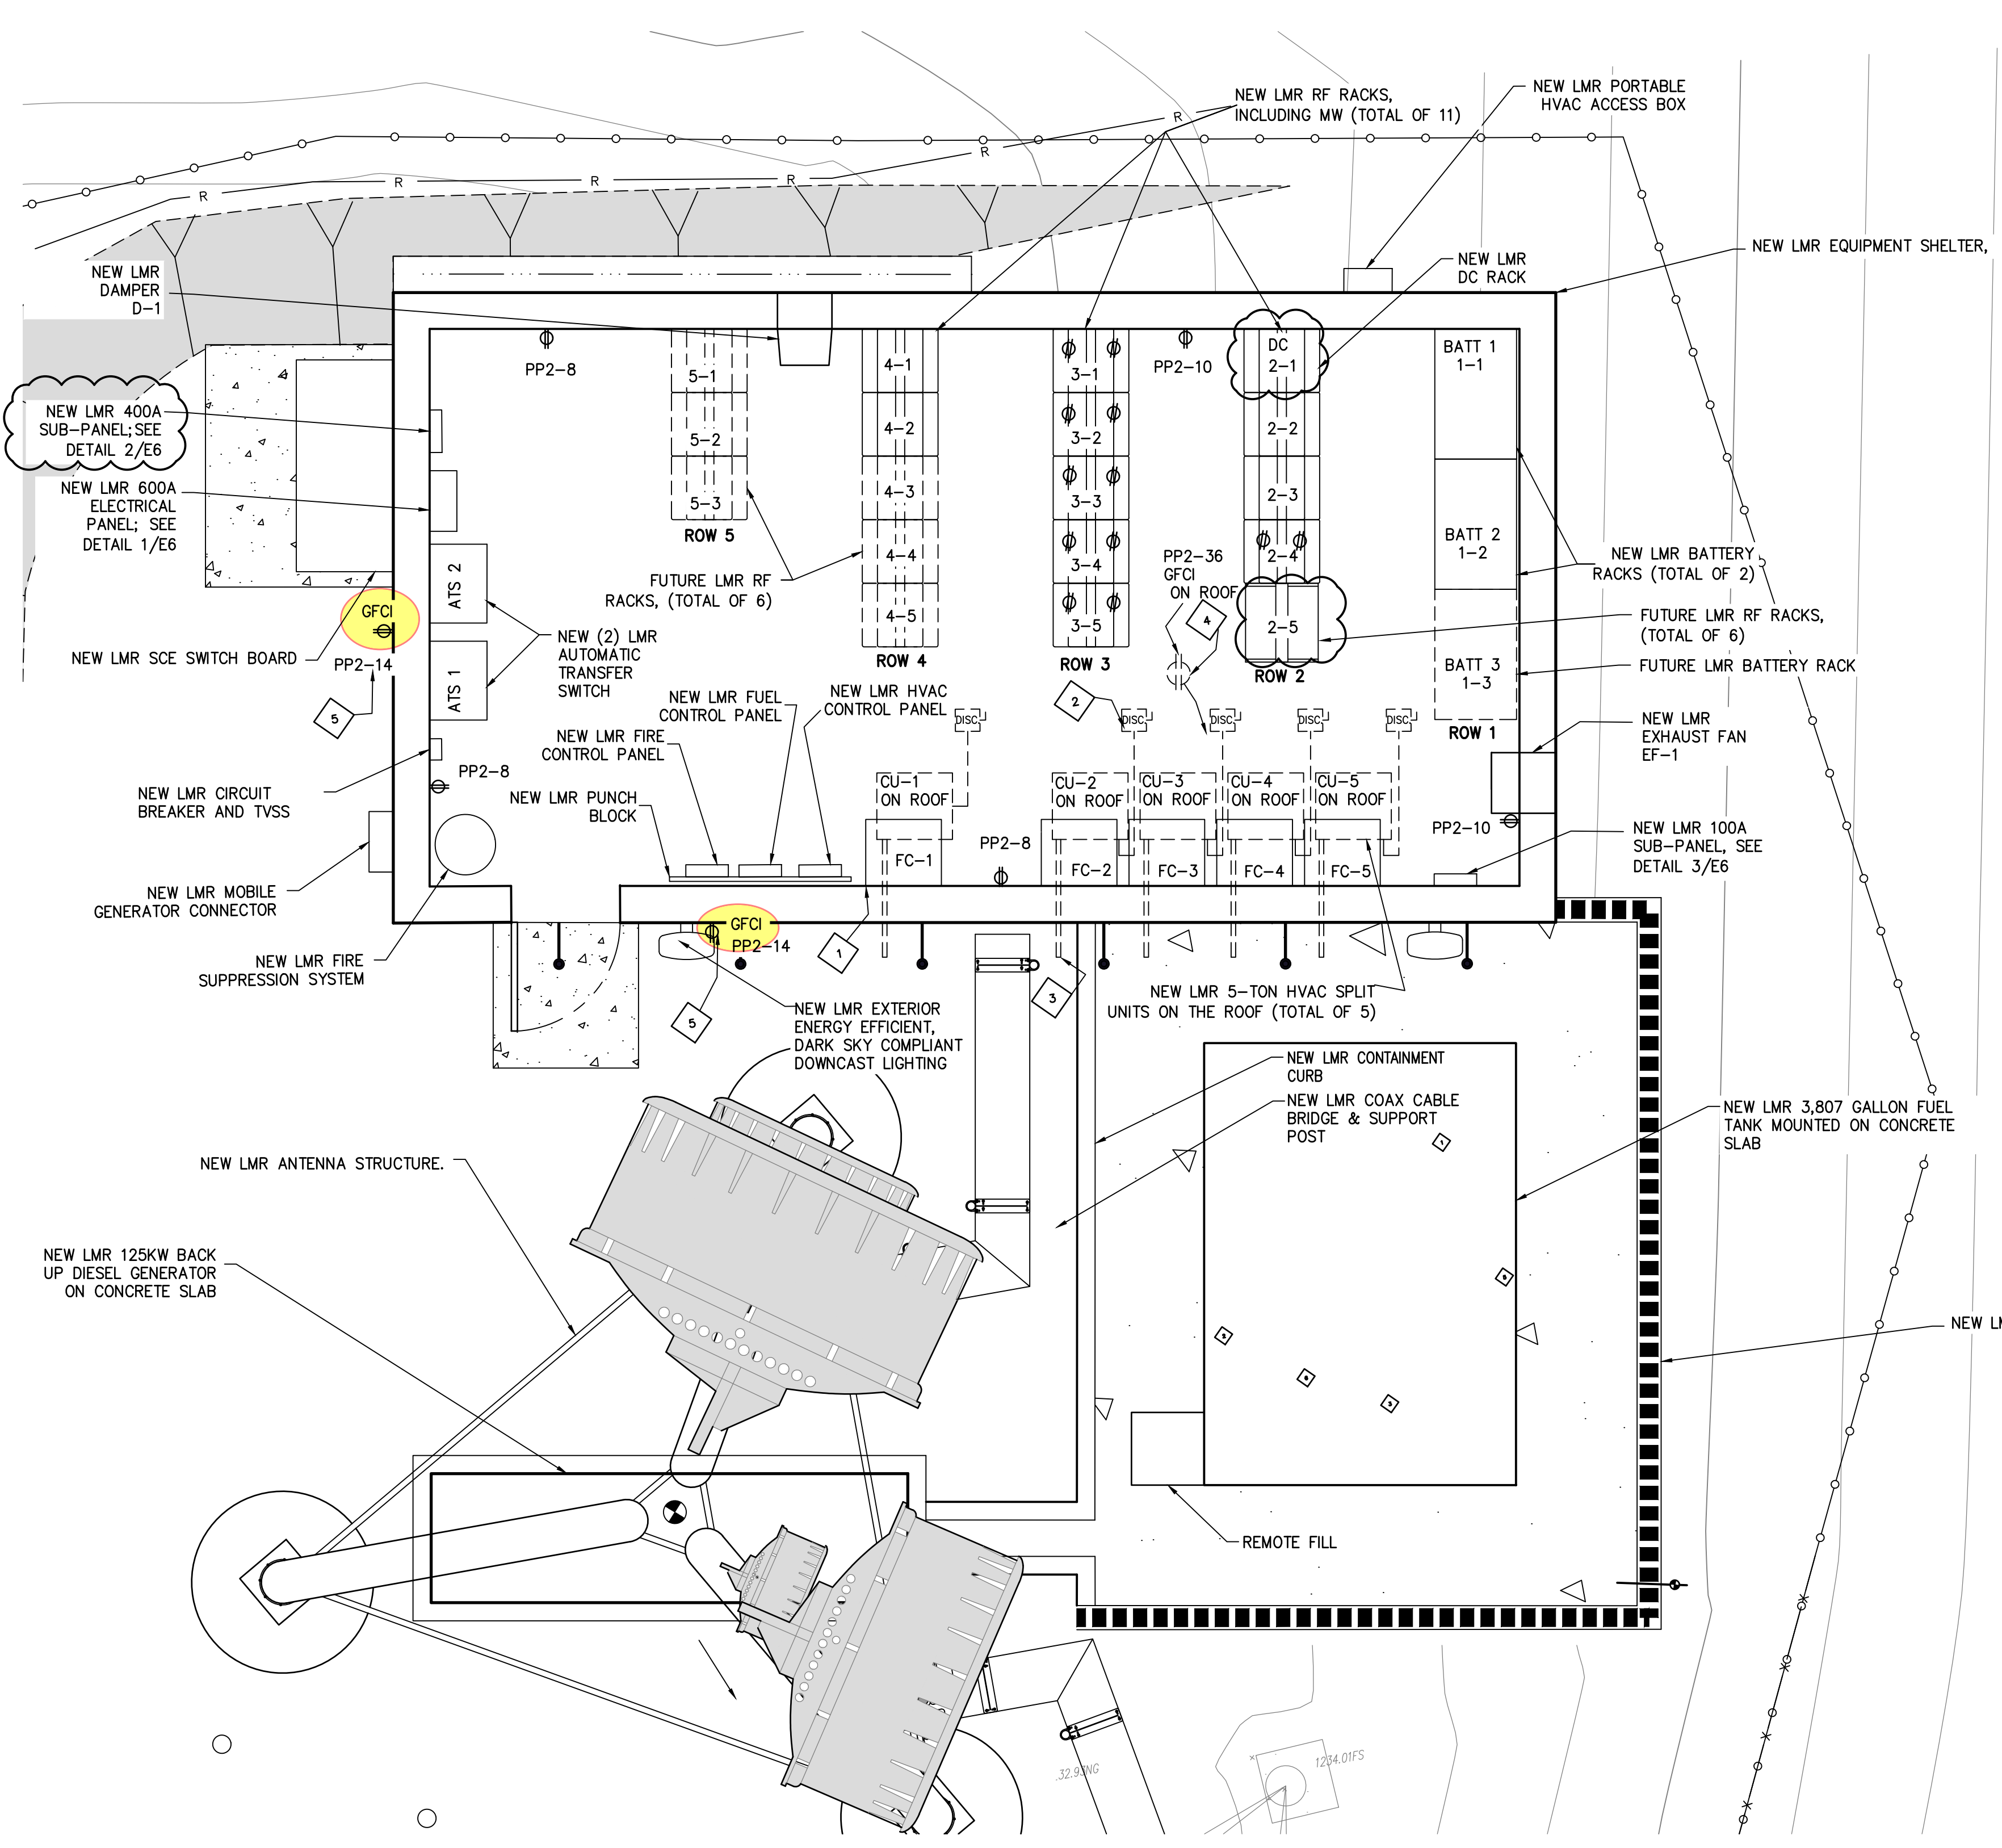 NEW LMR RF RACKS,
INCLUDING MW (TOTAL OF 11)
NEW LMR PORTABLE
HVAC ACCESS BOX
R
R
R
R
R
R
NEW LMR EQUIPMENT SHELTER,
NEW LMR
DC RACK
NEW LMR
DAMPER
D-1
NEW LMR 400A
SUB-PANEL;SEE
DETAIL 2/E6
NEW LMR 600A
ELECTRICAL
PANEL; SEE
DETAIL 1/E6
PP2-8
5-1
5-2
5-3
ROW 5
4-1
4-2
4-3
4-4
4-5
ROW 4
3-1
3-2
3-3
3-4
3-5
ROW 3
PP2-10
DC
2-1
2-2
2-3
2-4
2-5
ROW 2
BATT 1
1-1
BATT 2
1-2
BATT 3
1-3
ROW 1
NEW LMR BATTERY
RACKS (TOTAL OF 2)
FUTURE LMR RF RACKS,
(TOTAL OF 6)
FUTURE LMR BATTERY RACK
NEW LMR
EXHAUST FAN
EF-1
FUTURE LMR RF
RACKS, (TOTAL OF 6)
PP2-36
GFCI
ON ROOF
4
2
ATS 2
ATS 1
GFCI
PP2-14
5
NEW LMR SCE SWITCH BOARD
NEW (2) LMR
AUTOMATIC
TRANSFER
SWITCH
NEW LMR FUEL
CONTROL PANEL
NEW LMR HVAC
CONTROL PANEL
NEW LMR FIRE
CONTROL PANEL
NEW LMR PUNCH
BLOCK
DISC
DISC
DISC
DISC
DISC
PP2-8
CU-1
ON ROOF
CU-2
ON ROOF
CU-3
ON ROOF
CU-4
ON ROOF
CU-5
ON ROOF
FC-1
PP2-8
FC-2
FC-3
FC-4
FC-5
PP2-10
NEW LMR 100A
SUB-PANEL, SEE
DETAIL 3/E6
NEW LMR CIRCUIT
BREAKER AND TVSS
NEW LMR MOBILE
GENERATOR CONNECTOR
NEW LMR FIRE
SUPPRESSION SYSTEM
GFCI
PP2-14
1
5
3
NEW LMR 5-TON HVAC SPLIT
UNITS ON THE ROOF (TOTAL OF 5)
NEW LMR EXTERIOR
ENERGY EFFICIENT,
DARK SKY COMPLIANT
DOWNCAST LIGHTING
NEW LMR CONTAINMENT
CURB
NEW LMR COAX CABLE
BRIDGE & SUPPORT
POST
NEW LMR 3,807 GALLON FUEL
TANK MOUNTED ON CONCRETE
SLAB
NEW LMR ANTENNA STRUCTURE.
NEW LMR 125KW BACK
UP DIESEL GENERATOR
ON CONCRETE SLAB
REMOTE FILL
1234.01FS